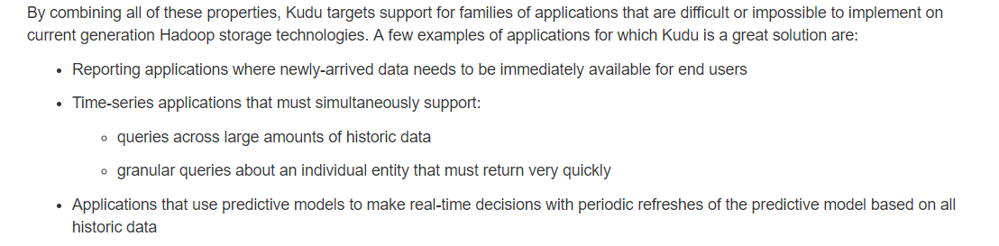 By combining all of these properties, Kudu targets support for families of applications that are difficult or impossible to implement on
current generation Hadoop storage technologies. A few examples of applications for which Kudu is a great solution are:
• Reporting applications where newly-arrived data needs to be immediately available for end users
• Time-series applications that must simultaneously support:
◦ queries across large amounts of historic data
◦ granular queries about an individual entity that must return very quickly
• Applications that use predictive models to make real-time decisions with periodic refreshes of the predictive model based on all
historic data